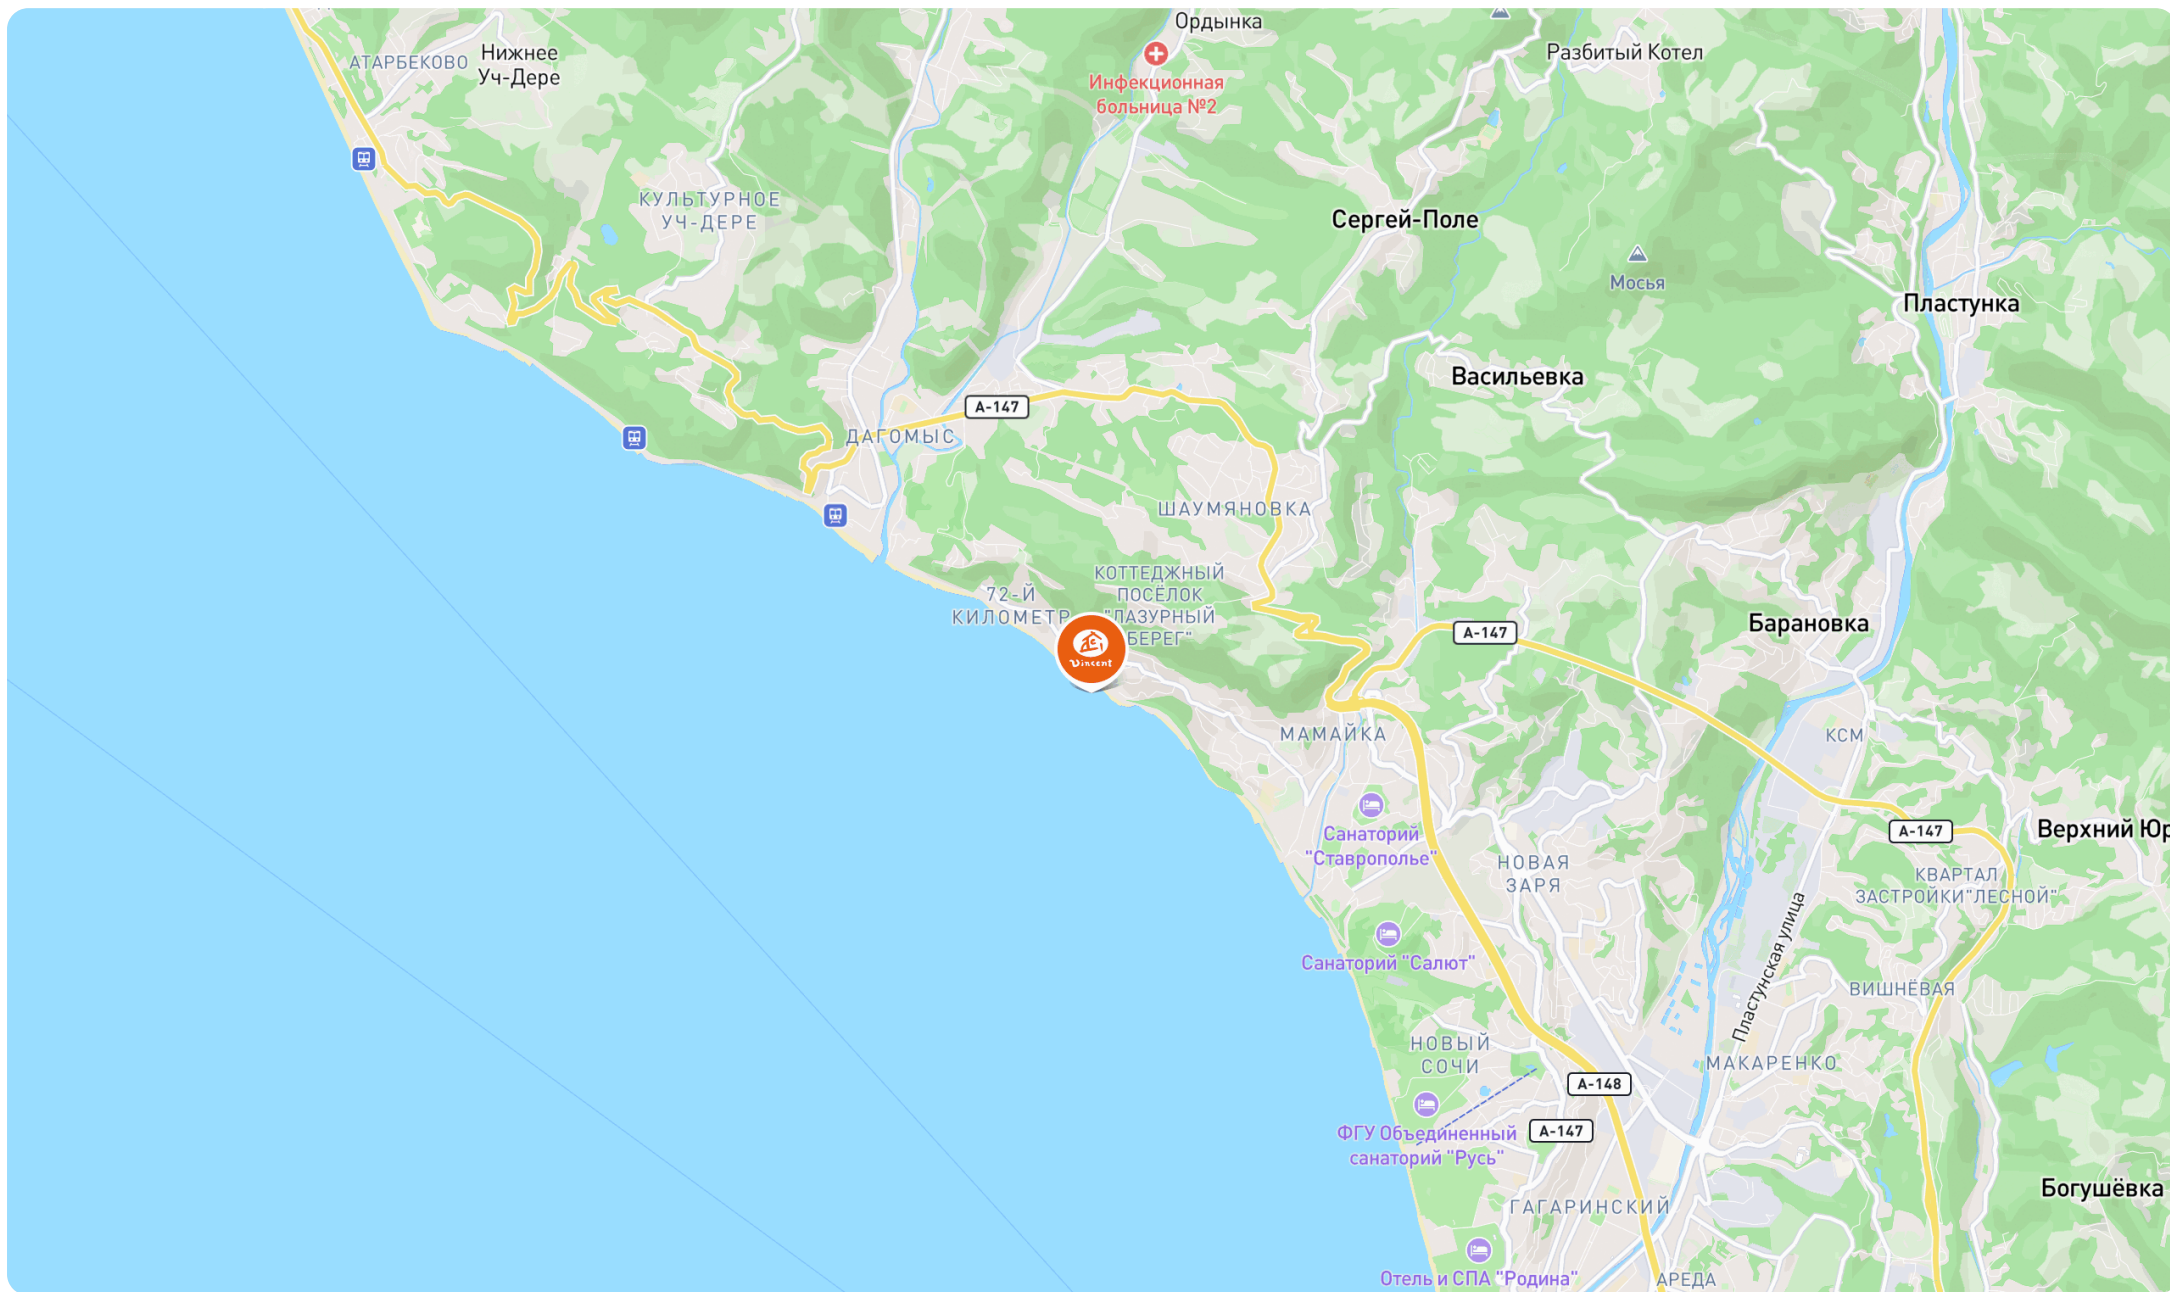 Ордынка
Нижнее
Уч-Дере
АТАРБЕКОВО
Разбитый Котел
Инфекционная
больница №2
КУЛЬТУРНОЕ
УЧ-ДЕРЕ
Сергей-Поле
Мосья
Пластунка
Васильевка
А-147
ДАГОМЫС
ШАУМЯНОВКА
КОТТЕДЖНЫЙ
ПОСЁЛОК
"ЛАЗУРНЫЙ
БЕРЕГ"
72-Й
КИЛОМЕТР
Vincent
А-147
Барановка
МАМАЙКА
КСМ
Санаторий
"Ставрополье"
А-147
Верхний Юр
НОВАЯ
ЗАРЯ
КВАРТАЛ
ЗАСТРОЙКИ"ЛЕСНОЙ"
Пластунская улица
Санаторий "Салют"
ВИШНЁВАЯ
НОВЫЙ
СОЧИ
МАКАРЕНКО
А-148
А-147
ФГУ Объединенный
санаторий "Русь"
Богушёвка
ГАГАРИНСКИЙ
Отель и СПА "Родина"
АРЕДА